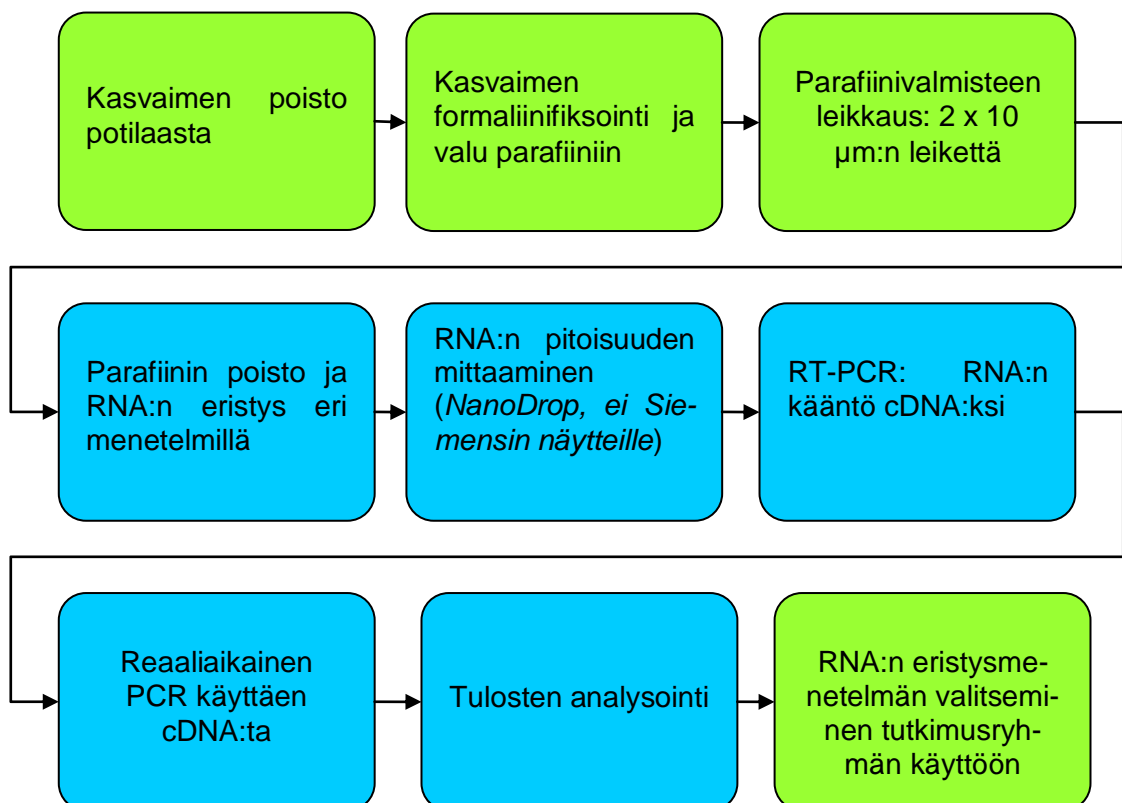 Kasvaimen poisto
potilaasta
Kasvaimen
formaliinifiksointi ja
valu parafiiniin
Parafiinivalmisteen
leikkaus: 2 x 10
µm:n leikettä
Parafiinin poisto ja
RNA:n eristys eri
menetelmillä
RNA:n pitoisuuden
mittaaminen
(NanoDrop, ei Sie-
mensin näytteille)
RT-PCR: RNA:n
kääntö cDNA:ksi
Reaaliaikainen
PCR käyttäen
cDNA:ta
Tulosten analysointi
RNA:n eristysme-
netelmän valitsemi-
nen tutkimusryh-
män käyttöön